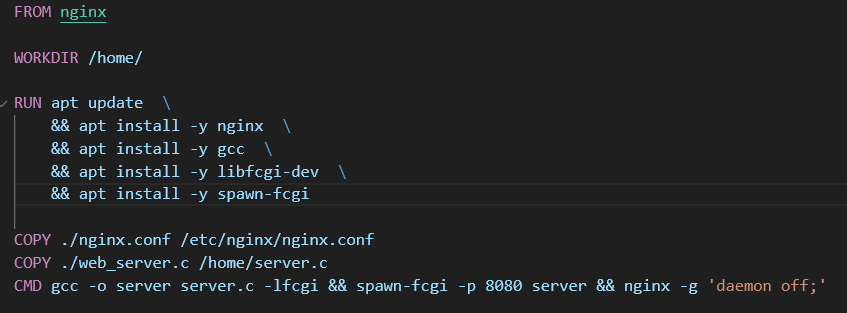 FROM nginx
WORKDIR /home/
RUN apt update  \
    && apt install -y nginx  \
    && apt install -y gcc  \
    && apt install -y libfcgi-dev  \
    && apt install -y spawn-fcgi
COPY ./nginx.conf /etc/nginx/nginx.conf
COPY ./web_server.c /home/server.c
CMD gcc -o server server.c -lfcgi && spawn-fcgi -p 8080 server && nginx -g 'daemon off;'